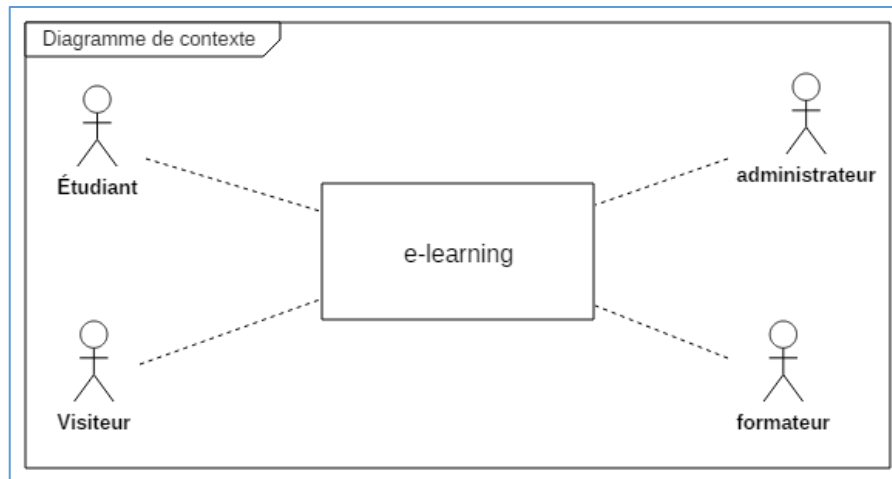 Diagramme de contexte
Étudiant
administrateur
e-learning
Visiteur
formateur